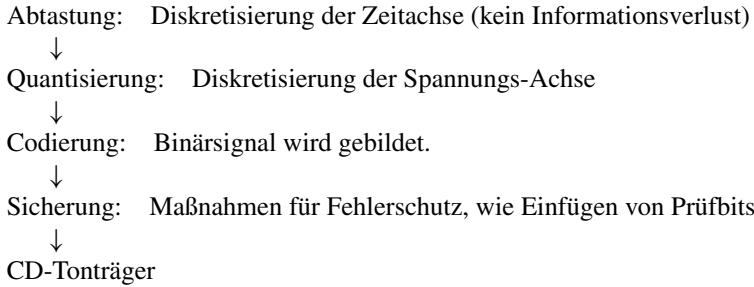 Abtastung: Diskretisierung der Zeitachse (kein Informationsverlust)
↓
Quantisierung: Diskretisierung der Spannungs-Achse
↓
Codierung: Binärsignal wird gebildet.
↓
Sicherung: Maßnahmen für Fehlerschutz, wie Einfügen von Prüfbits
↓
CD-Tonträger